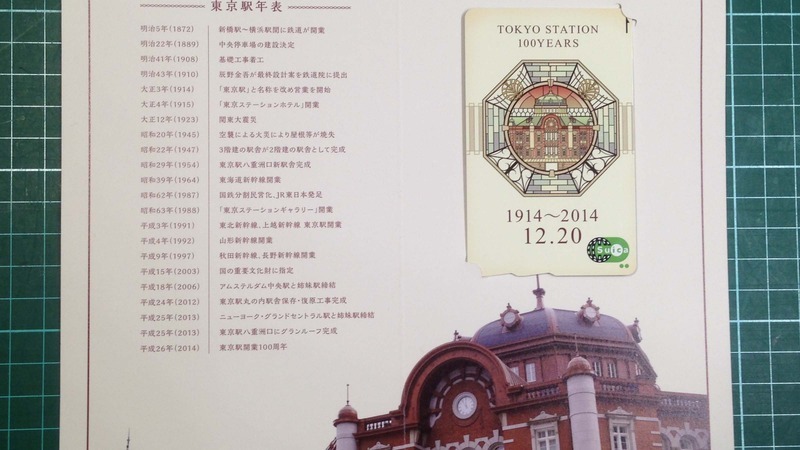 東京駅年表
明治5年(1872) 新橋駅〜横浜駅間に鉄道が開業
明治22年(1889) 中央停車場の建設決定
明治41年(1908) 基礎工事着工
明治43年(1910) 辰野金吾が最終設計案を鉄道院に提出
大正3年(1914) 「東京駅」と名称を改め営業を開始
大正4年(1915) 「東京ステーションホテル」開業
大正12年(1923) 関東大震災
昭和20年(1945) 空襲による火災により屋根等が焼失
昭和22年(1947) 3階建の駅舎が2階建の駅舎として完成
昭和29年(1954) 東京駅八重洲口新駅舎完成
昭和39年(1964) 東海道新幹線開業
昭和62年(1987) 国鉄分割民営化、JR東日本発足
昭和63年(1988) 「東京ステーションギャラリー」開業
平成3年(1991) 東北新幹線、上越新幹線 東京駅開業
平成4年(1992) 山形新幹線開業
平成9年(1997) 秋田新幹線、長野新幹線開業
平成15年(2003) 国の重要文化財に指定
平成18年(2006) アムステルダム中央駅と姉妹駅締結
平成24年(2012) 東京駅丸の内駅舎保存・復原工事完成
平成25年(2013) ニューヨーク・グランドセントラル駅と姉妹駅締結
平成25年(2013) 東京駅八重洲口にグランルーフ完成
平成26年(2014) 東京駅開業100周年
TOKYO STATION
100YEARS
1914〜2014
12.20
Suica